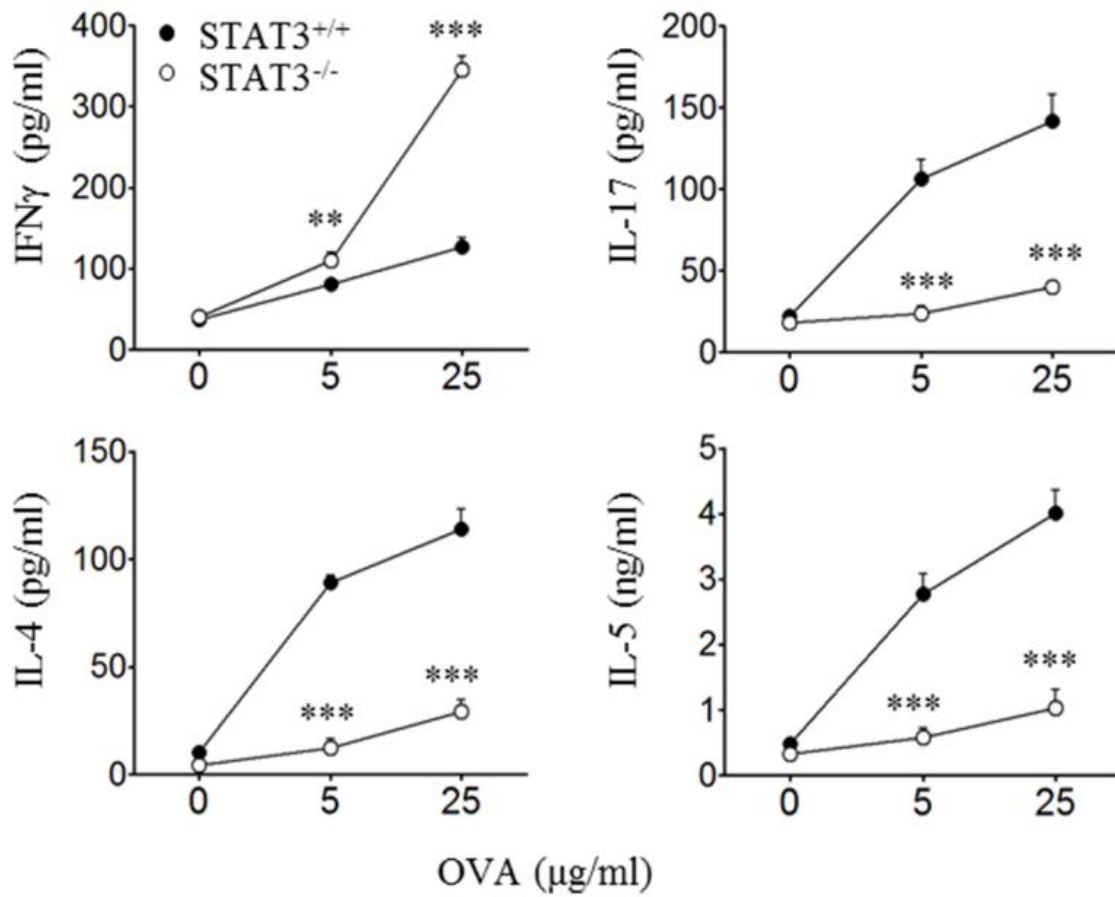 IFNγ (pg/ml)
400
300
200
100
0
STAT3+/+
STAT3-/-
**
***
0 5 25
IL-17 (pg/ml)
200
150
100
50
0
***
***
0 5 25
IL-4 (pg/ml)
150
100
50
0
***
***
0 5 25
IL-5 (ng/ml)
5
4
3
2
1
0
***
***
0 5 25
OVA (μg/ml)